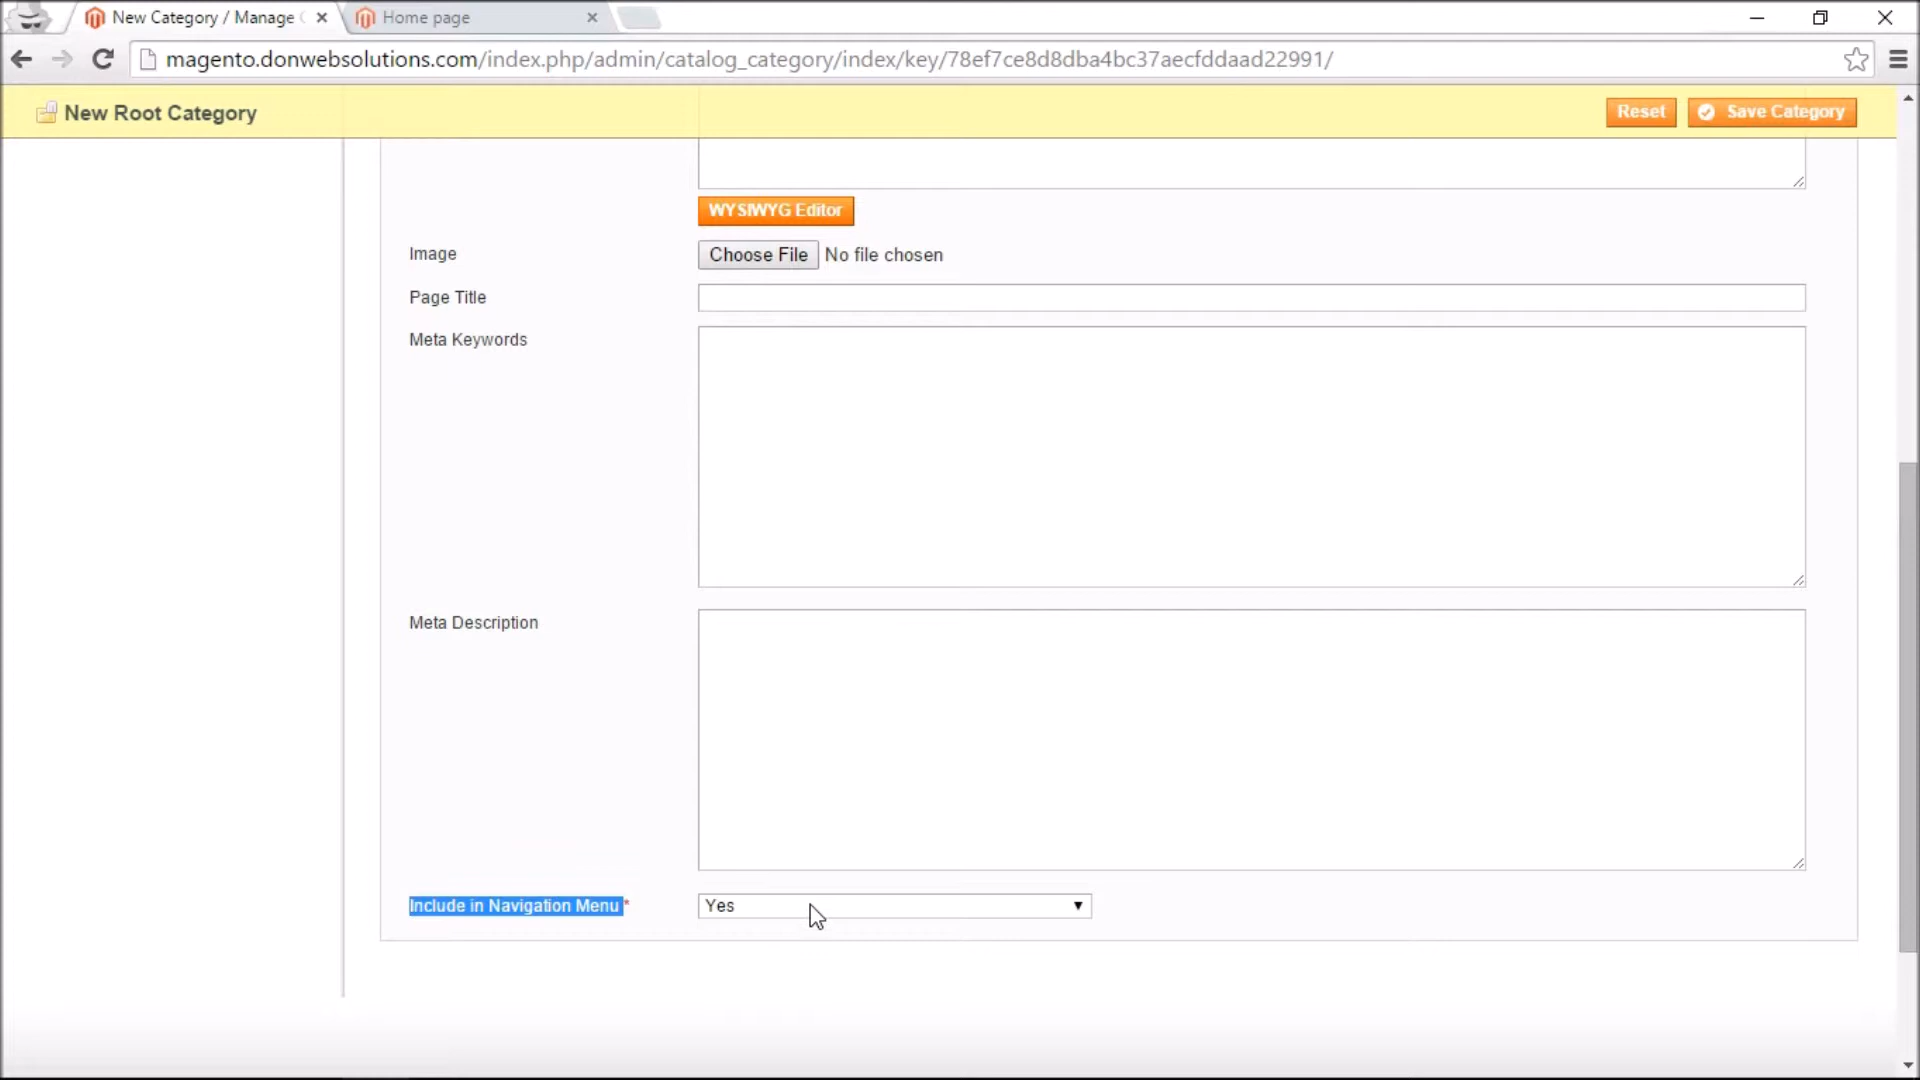 New Category / Manage C
Home page
magento.donwebsolutions.com/index.php/admin/catalog_category/index/key/78ef7ce8d8dba4bc37aecfddaad22991/
New Root Category
Reset
Save Category
WYSIWYG Editor
Image
Choose File No file chosen
Page Title
Meta Keywords
Meta Description
Include in Navigation Menu *
Yes